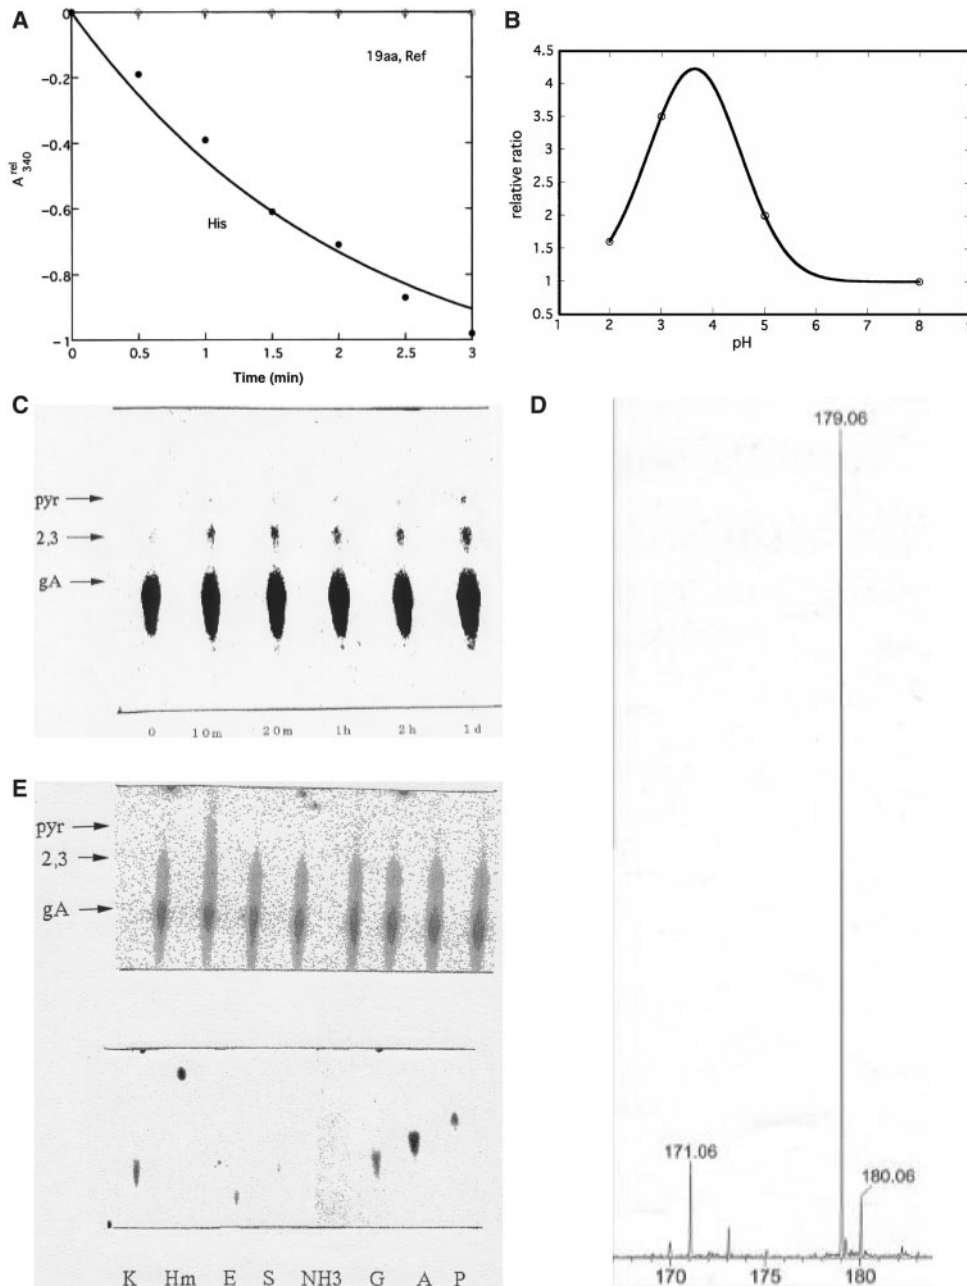 A
0
-0.2
-0.4
-0.6
-0.8
-1
A rel 340
19aa, Ref
His
0 0.5 1 1.5 2 2.5 3
Time (min)
B
4.5
4
3.5
3
2.5
2
1.5
1
0.5
relative ratio
1 2 3 4 5 6 7 8 9
pH
C
pyr
2,3
gA
0 10m 20m 1h 2h 1d
D
179.06
171.06
180.06
170 175 180
E
pyr
2,3
gA
K Hm E S NH3 G A P